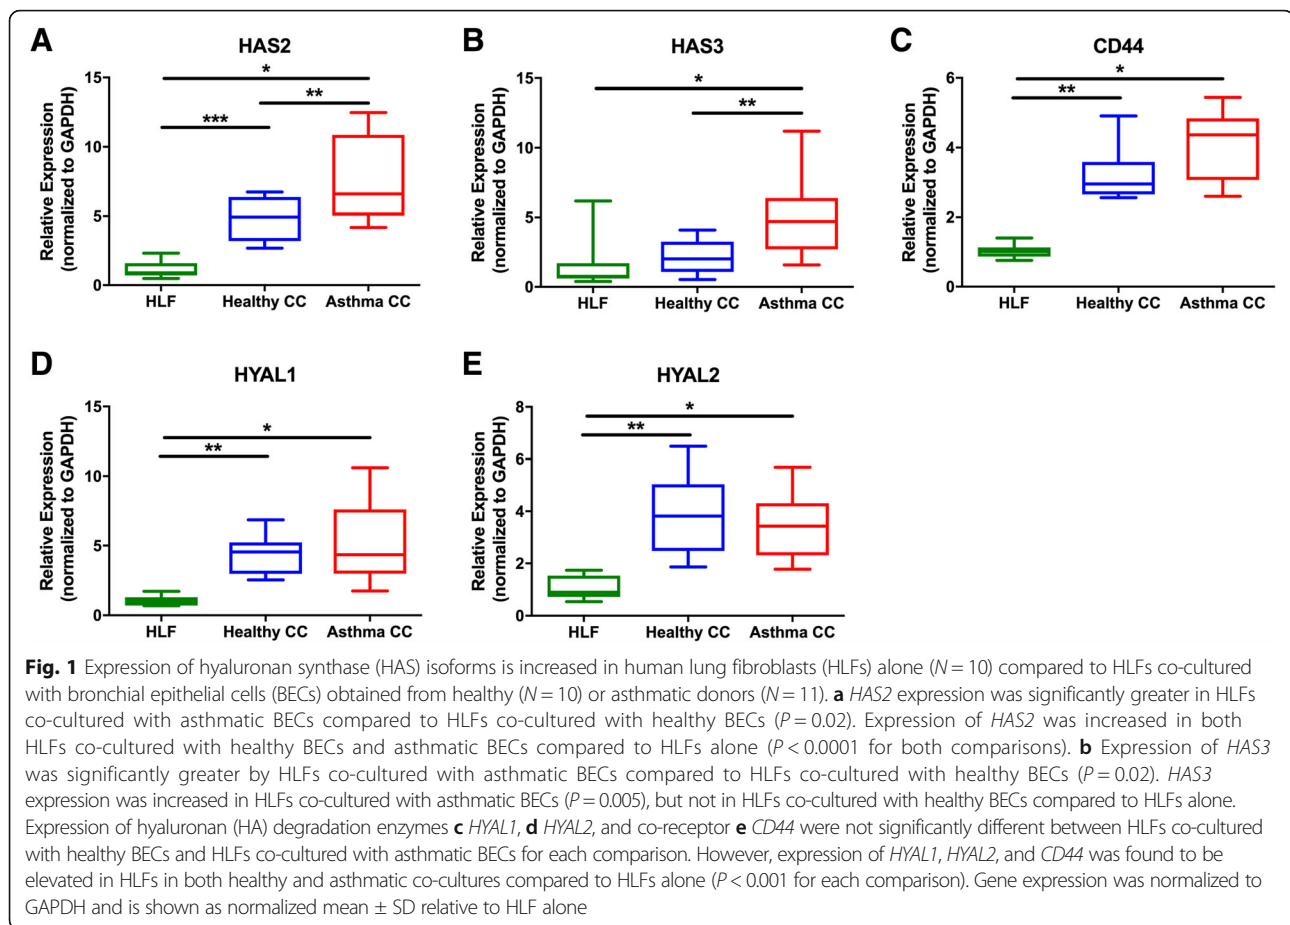 A
HAS2
Relative Expression
(normalized to GAPDH)
15
10
5
0
*
**
***
HLF
Healthy CC
Asthma CC
B
HAS3
Relative Expression
(normalized to GAPDH)
15
10
5
0
*
**
HLF
Healthy CC
Asthma CC
C
CD44
Relative Expression
(normalized to GAPDH)
6
4
2
0
*
**
HLF
Healthy CC
Asthma CC
D
HYAL1
Relative Expression
(normalized to GAPDH)
15
10
5
0
*
**
HLF
Healthy CC
Asthma CC
E
HYAL2
Relative Expression
(normalized to GAPDH)
8
6
4
2
0
*
**
HLF
Healthy CC
Asthma CC
Fig. 1 Expression of hyaluronan synthase (HAS) isoforms is increased in human lung fibroblasts (HLFs) alone (N = 10) compared to HLFs co-cultured
with bronchial epithelial cells (BECs) obtained from healthy (N = 10) or asthmatic donors (N = 11). a HAS2 expression was significantly greater in HLFs
co-cultured with asthmatic BECs compared to HLFs co-cultured with healthy BECs (P = 0.02). Expression of HAS2 was increased in both
HLFs co-cultured with healthy BECs and asthmatic BECs compared to HLFs alone (P < 0.0001 for both comparisons). b Expression of HAS3
was significantly greater by HLFs co-cultured with asthmatic BECs compared to HLFs co-cultured with healthy BECs (P = 0.02). HAS3
expression was increased in HLFs co-cultured with asthmatic BECs (P = 0.005), but not in HLFs co-cultured with healthy BECs compared to HLFs alone.
Expression of hyaluronan (HA) degradation enzymes c HYAL1, d HYAL2, and co-receptor e CD44 were not significantly different between HLFs co-cultured
with healthy BECs and HLFs co-cultured with asthmatic BECs for each comparison. However, expression of HYAL1, HYAL2, and CD44 was found to be
elevated in HLFs in both healthy and asthmatic co-cultures compared to HLFs alone (P < 0.001 for each comparison). Gene expression was normalized to
GAPDH and is shown as normalized mean ± SD relative to HLF alone